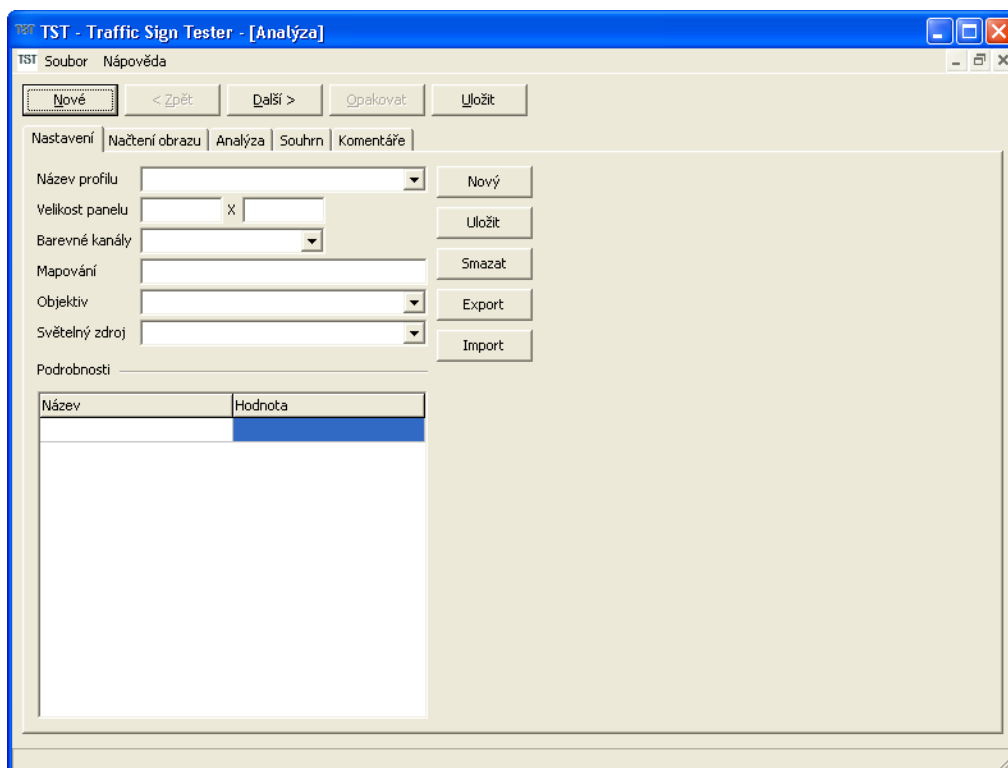 TST TST - Traffic Sign Tester - [Analýza]
TST Soubor Nápověda
Nové < Zpět Další > Opakovat Uložit
Nastavení Načtení obrazu Analýza Souhrn Komentáře
Název profilu Nový
Velikost panelu X
Uložit
Barevné kanály
Smazat
Mapování
Objektiv Export
Světelný zdroj
Import
Podrobnosti
Název Hodnota